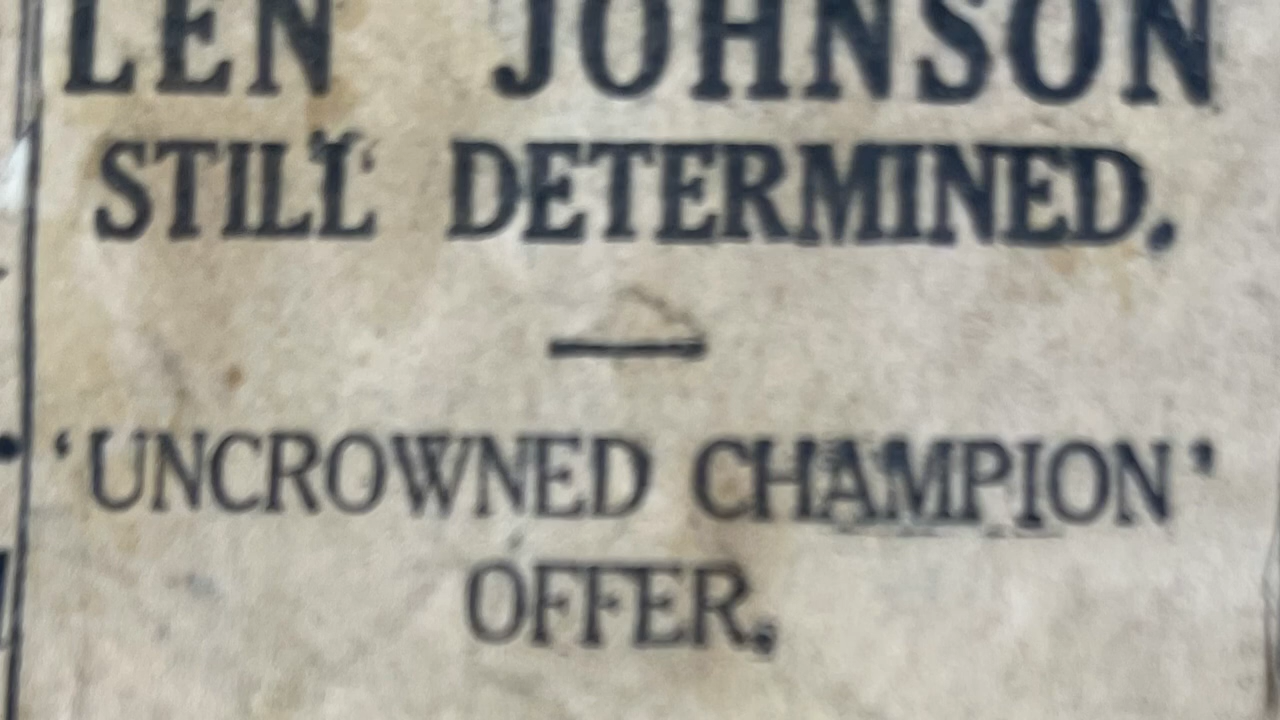 LEN JOHNSON
STILL DETERMINED.
'UNCROWNED CHAMPION'
OFFER,